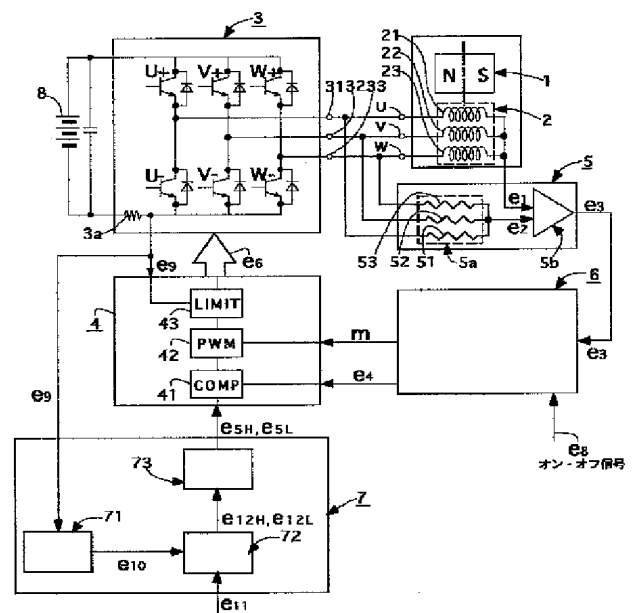 3
21
22
23
N S
1
2
8
U+ V+ W+
313233
U
V
W
U- V- W-
3a
5
e1
e2
e3
53 52 51 5a 5b
e9
e6
6
4
LIMIT
43
m
PWM
42
e3
e4
COMP
41
e9
e5H,e5L
e8
オン・オフ信号
73
7
71
e12H,e12L
72
e10
e11